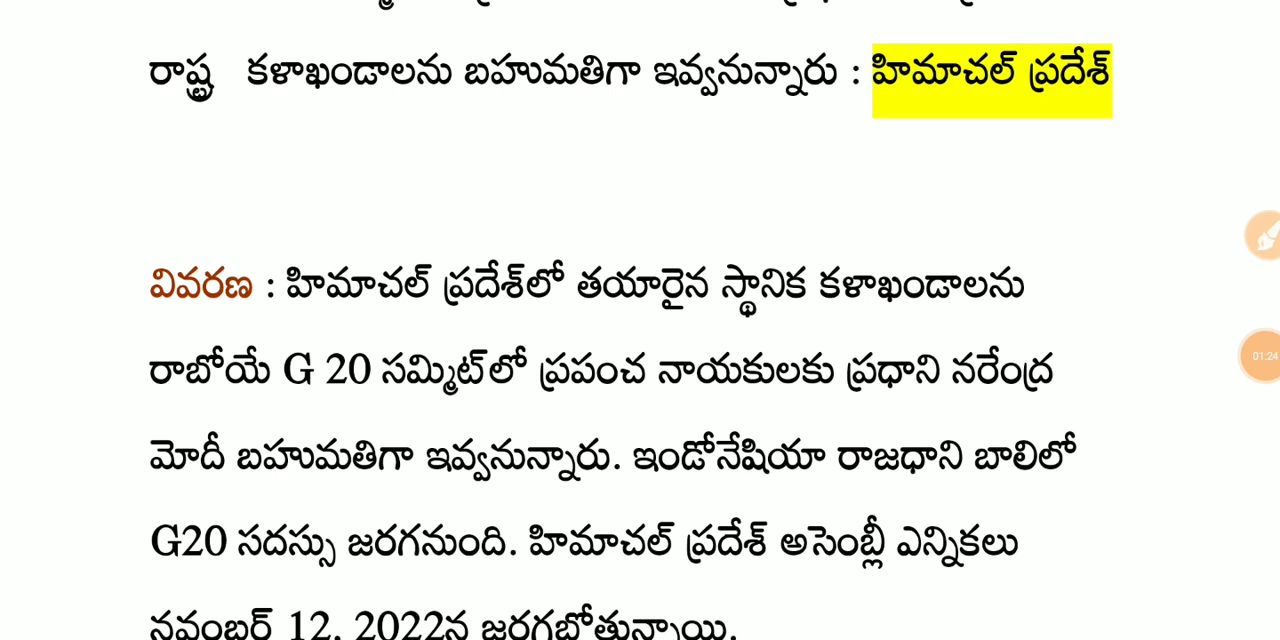 రాష్ట్ర కళాఖండాలను బహుమతిగా ఇవ్వనున్నారు : హిమాచల్ ప్రదేశ్
వివరణ : హిమాచల్ ప్రదేశ్‌లో తయారైన స్థానిక కళాఖండాలను
రాబోయే G 20 సమ్మిట్‌లో ప్రపంచ నాయకులకు ప్రధాని నరేంద్ర
మోదీ బహుమతిగా ఇవ్వనున్నారు. ఇండోనేషియా రాజధాని బాలిలో
G20 సదస్సు జరగనుంది. హిమాచల్ ప్రదేశ్ అసెంబ్లీ ఎన్నికలు
నవంబర్ 12, 2022న జరగబోతున్నాయి.
01:24